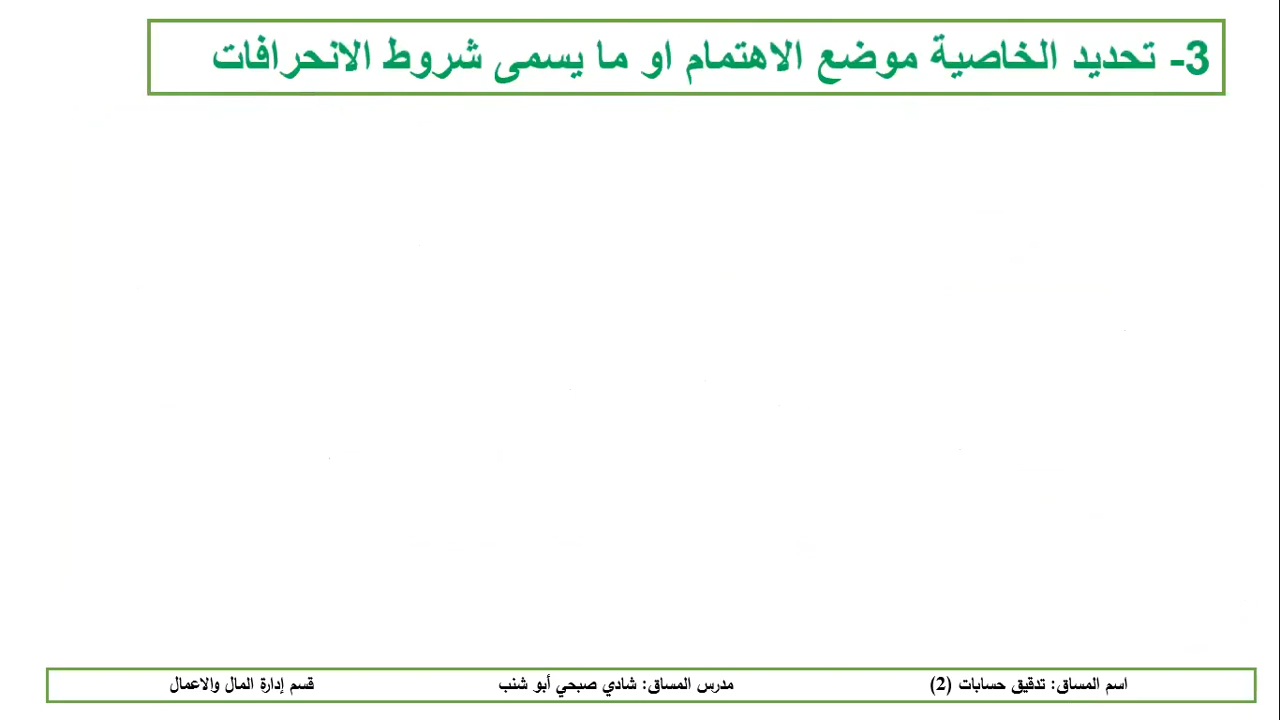 3- تحديد الخاصية موضع الاهتمام او ما يسمى شروط الانحرافات
اسم المساق: تدقيق حسابات (2) مدرس المساق: شادي صبحي أبو شنب قسم إدارة المال والاعمال